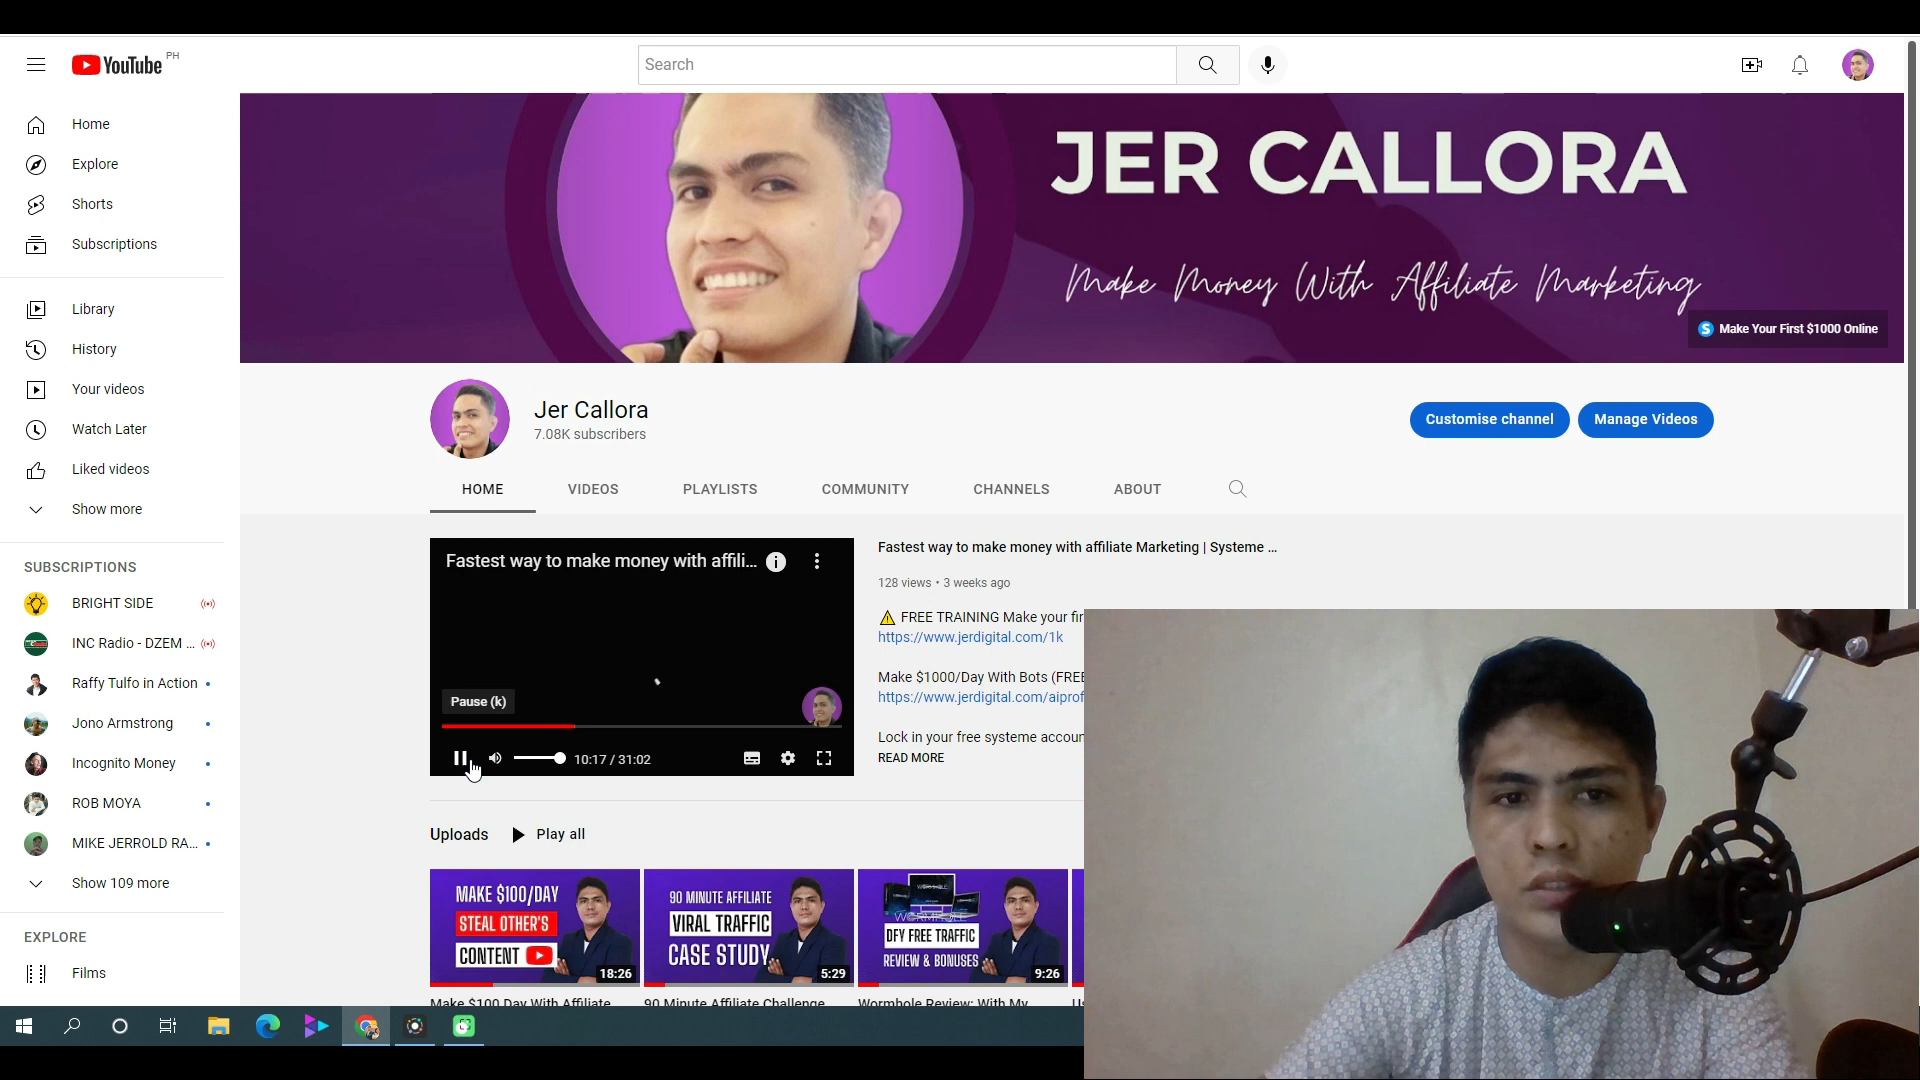 YouTube PH
Search
Home
Explore
Shorts
Subscriptions
Library
History
Your videos
Watch Later
Liked videos
Show more
SUBSCRIPTIONS
BRIGHT SIDE
INC Radio - DZEM ...
Raffy Tulfo in Action
Jono Armstrong
Incognito Money
ROB MOYA
MIKE JERROLD RA...
Show 109 more
EXPLORE
Films
JER CALLORA
Make Money With Affiliate Marketing
S Make Your First $1000 Online
Jer Callora
7.08K subscribers
Customise channel
Manage Videos
HOME
VIDEOS
PLAYLISTS
COMMUNITY
CHANNELS
ABOUT
Fastest way to make money with affili...
Pause (k)
10:17 / 31:02
Fastest way to make money with affiliate Marketing | Systeme ...
128 views • 3 weeks ago
⚠ FREE TRAINING Make your fir
https://www.jerdigital.com/1k
Make $1000/Day With Bots (FREE
https://www.jerdigital.com/aiprof
Lock in your free systeme accoun
READ MORE
Uploads
Play all
MAKE $100/DAY
STEAL OTHER'S
CONTENT
18:26
Make $100 Day With Affiliate
90 MINUTE AFFILIATE
VIRAL TRAFFIC
CASE STUDY
5:29
90 Minute Affiliate Challenge
WORMHOLE
DFY FREE TRAFFIC
REVIEW & BONUSES
9:26
Wormhole Review: With My